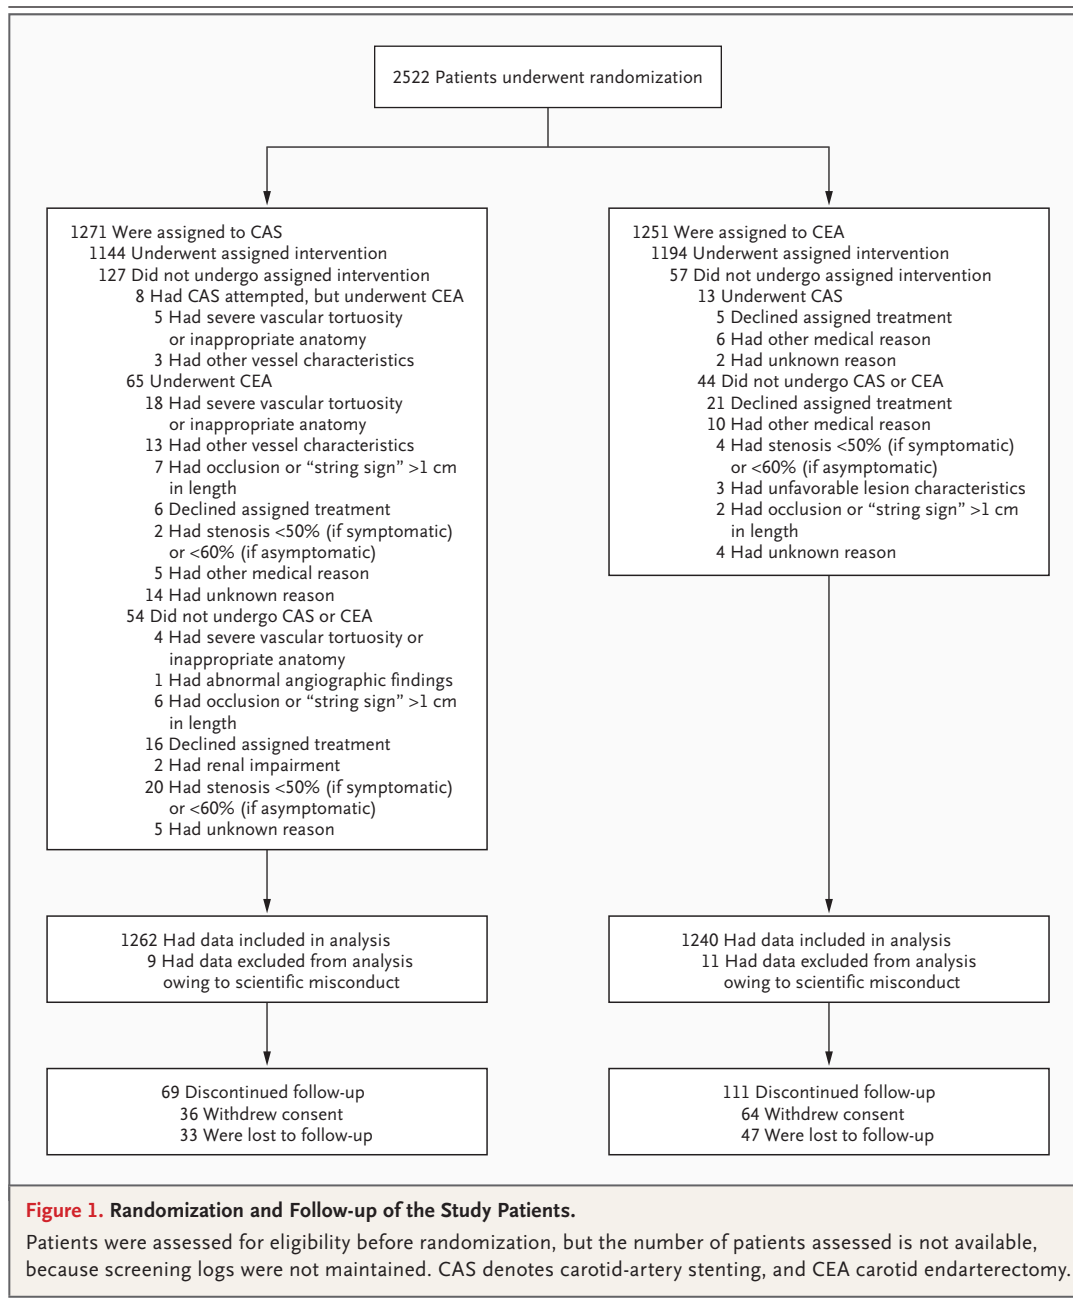 2522 Patients underwent randomization
1271 Were assigned to CAS
1144 Underwent assigned intervention
127 Did not undergo assigned intervention
8 Had CAS attempted, but underwent CEA
5 Had severe vascular tortuosity
or inappropriate anatomy
3 Had other vessel characteristics
65 Underwent CEA
18 Had severe vascular tortuosity
or inappropriate anatomy
13 Had other vessel characteristics
7 Had occlusion or “string sign” >1 cm
in length
6 Declined assigned treatment
2 Had stenosis <50% (if symptomatic)
or <60% (if asymptomatic)
5 Had other medical reason
14 Had unknown reason
54 Did not undergo CAS or CEA
4 Had severe vascular tortuosity or
inappropriate anatomy
1 Had abnormal angiographic findings
6 Had occlusion or “string sign” >1 cm
in length
16 Declined assigned treatment
2 Had renal impairment
20 Had stenosis <50% (if symptomatic)
or <60% (if asymptomatic)
5 Had unknown reason
1251 Were assigned to CEA
1194 Underwent assigned intervention
57 Did not undergo assigned intervention
13 Underwent CAS
5 Declined assigned treatment
6 Had other medical reason
2 Had unknown reason
44 Did not undergo CAS or CEA
21 Declined assigned treatment
10 Had other medical reason
4 Had stenosis <50% (if symptomatic)
or <60% (if asymptomatic)
3 Had unfavorable lesion characteristics
2 Had occlusion or “string sign” >1 cm
in length
4 Had unknown reason
1262 Had data included in analysis
9 Had data excluded from analysis
owing to scientific misconduct
1240 Had data included in analysis
11 Had data excluded from analysis
owing to scientific misconduct
69 Discontinued follow-up
36 Withdrew consent
33 Were lost to follow-up
111 Discontinued follow-up
64 Withdrew consent
47 Were lost to follow-up
Figure 1. Randomization and Follow-up of the Study Patients.
Patients were assessed for eligibility before randomization, but the number of patients assessed is not available,
because screening logs were not maintained. CAS denotes carotid-artery stenting, and CEA carotid endarterectomy.